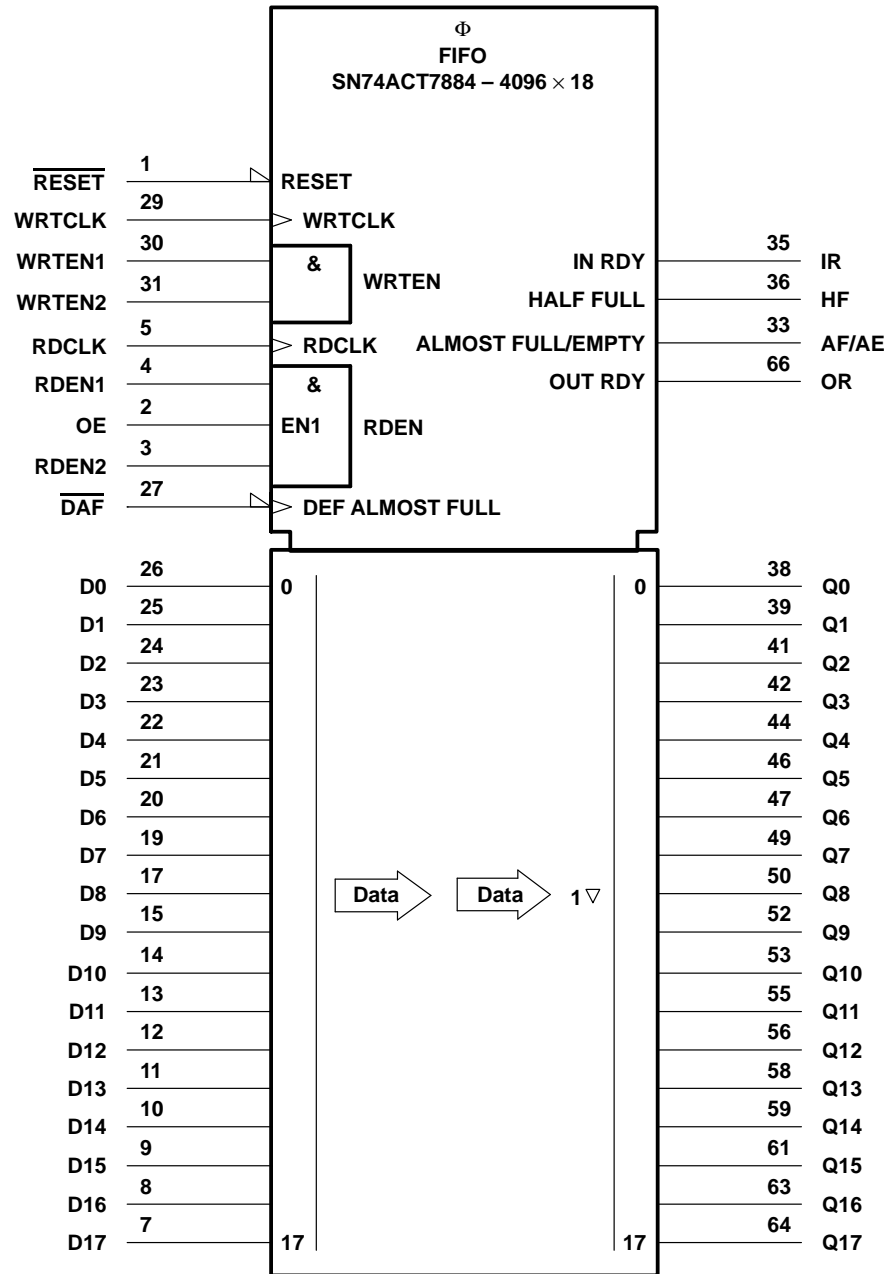 Φ
FIFO
SN74ACT7884 – 4096 × 18
RESET 1 RESET
WRTCLK 29 WRTCLK
WRTEN1 30 &
WRTEN2 31 WRTEN
RDCLK 5 RDCLK
RDEN1 4 &
OE 2 EN1 RDEN
RDEN2 3
DAF 27 DEF ALMOST FULL
IN RDY 35 IR
HALF FULL 36 HF
ALMOST FULL/EMPTY 33 AF/AE
OUT RDY 66 OR
D0 26 0 0 38 Q0
D1 25 39 Q1
D2 24 41 Q2
D3 23 42 Q3
D4 22 44 Q4
D5 21 46 Q5
D6 20 47 Q6
D7 19 49 Q7
D8 17 Data Data 1 ▽ 50 Q8
D9 15 52 Q9
D10 14 53 Q10
D11 13 55 Q11
D12 12 56 Q12
D13 11 58 Q13
D14 10 59 Q14
D15 9 61 Q15
D16 8 63 Q16
D17 7 17 17 64 Q17